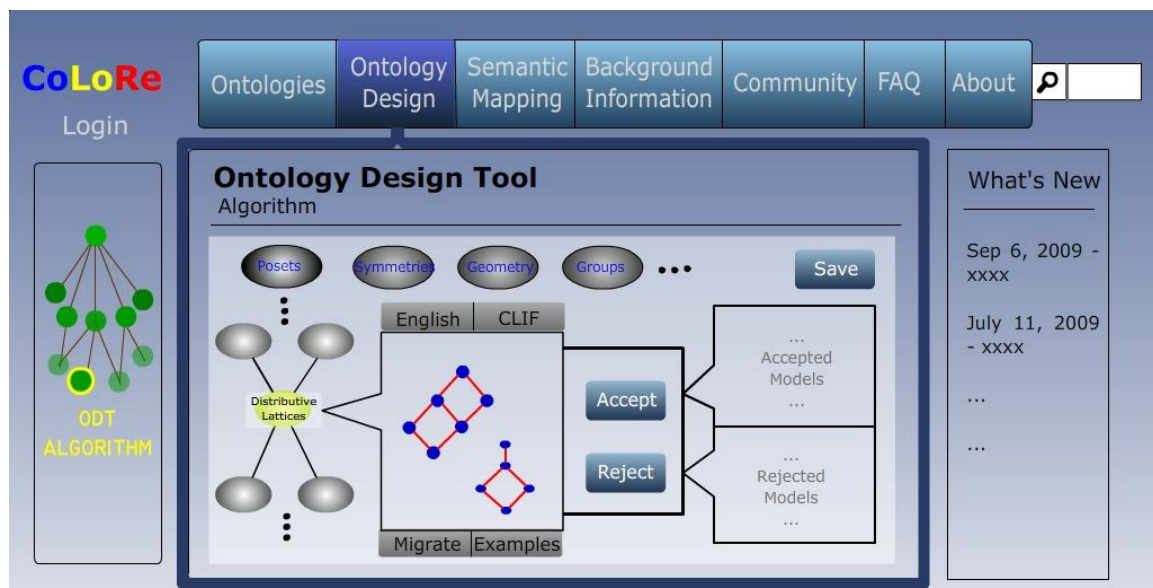 CoLoRe
Login
Ontologies
Ontology
Design
Semantic
Mapping
Background
Information
Community
FAQ
About
ODT
ALGORITHM
Ontology Design Tool
Algorithm
Posets
Symmetries
Geometry
Groups
...
Save
English
CLIF
Distributive
Lattices
Accept
Reject
Migrate
Examples
...
Accepted
Models
...
...
Rejected
Models
...
What's New
Sep 6, 2009 -
xxxx
July 11, 2009
- xxxx
...
...